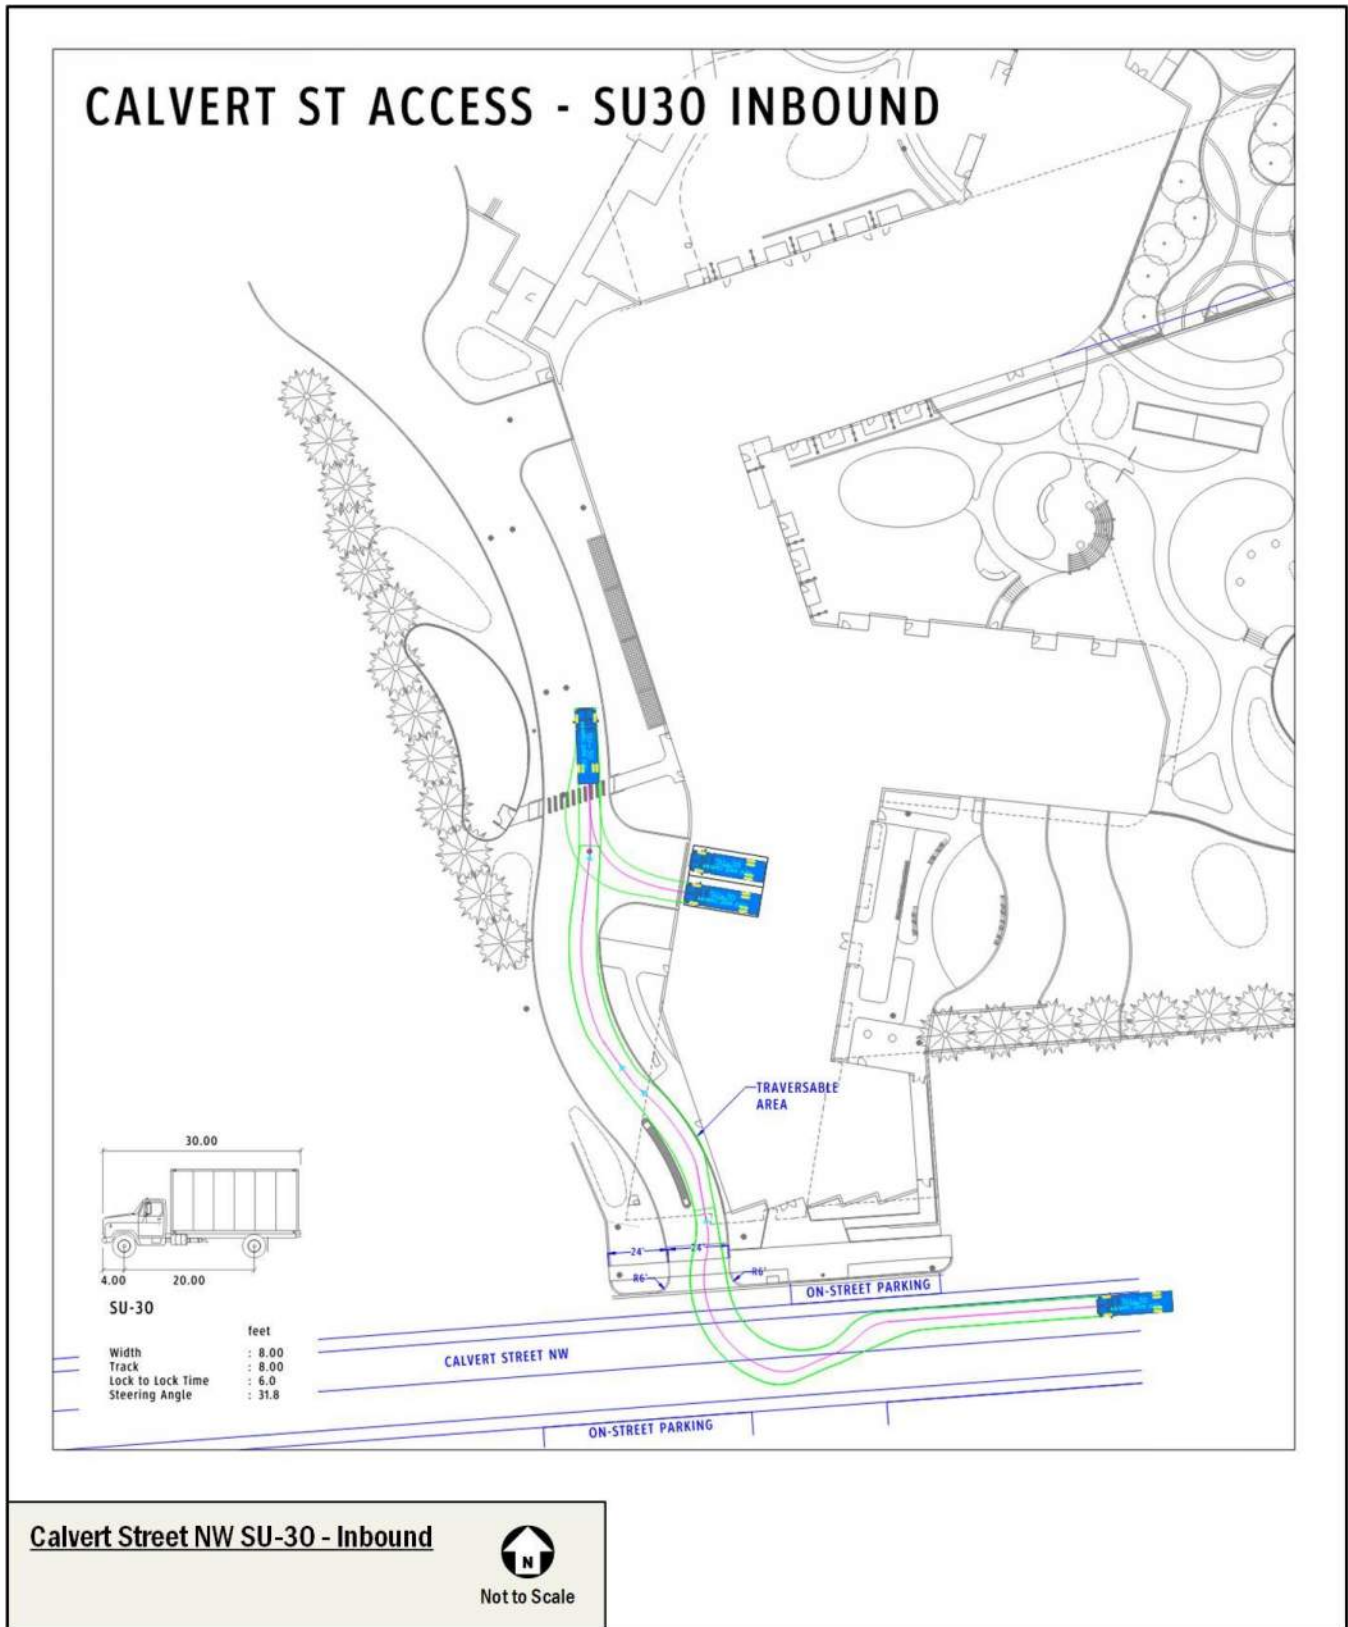 CALVERT ST ACCESS - SU30 INBOUND
TRAVERSABLE
AREA
30.00
4.00
20.00
SU-30
feet
Width : 8.00
Track : 8.00
Lock to Lock Time : 6.0
Steering Angle : 31.8
24'
24'
R6'
R6'
ON-STREET PARKING
CALVERT STREET NW
ON-STREET PARKING
Calvert Street NW SU-30 - Inbound
N
Not to Scale